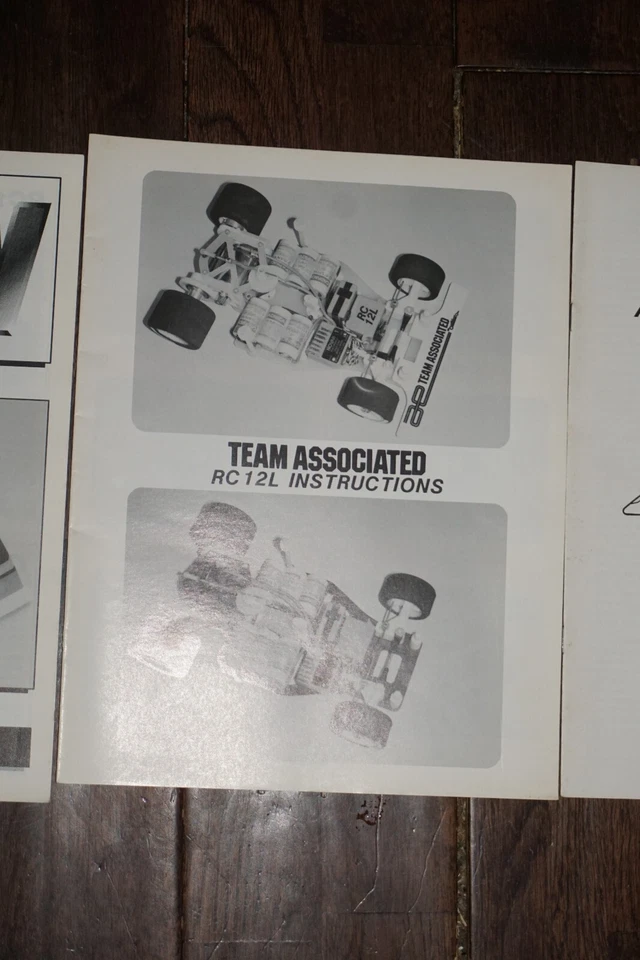 RC
12L
TEAM ASSOCIATED
TEAM ASSOCIATED
RC12L INSTRUCTIONS